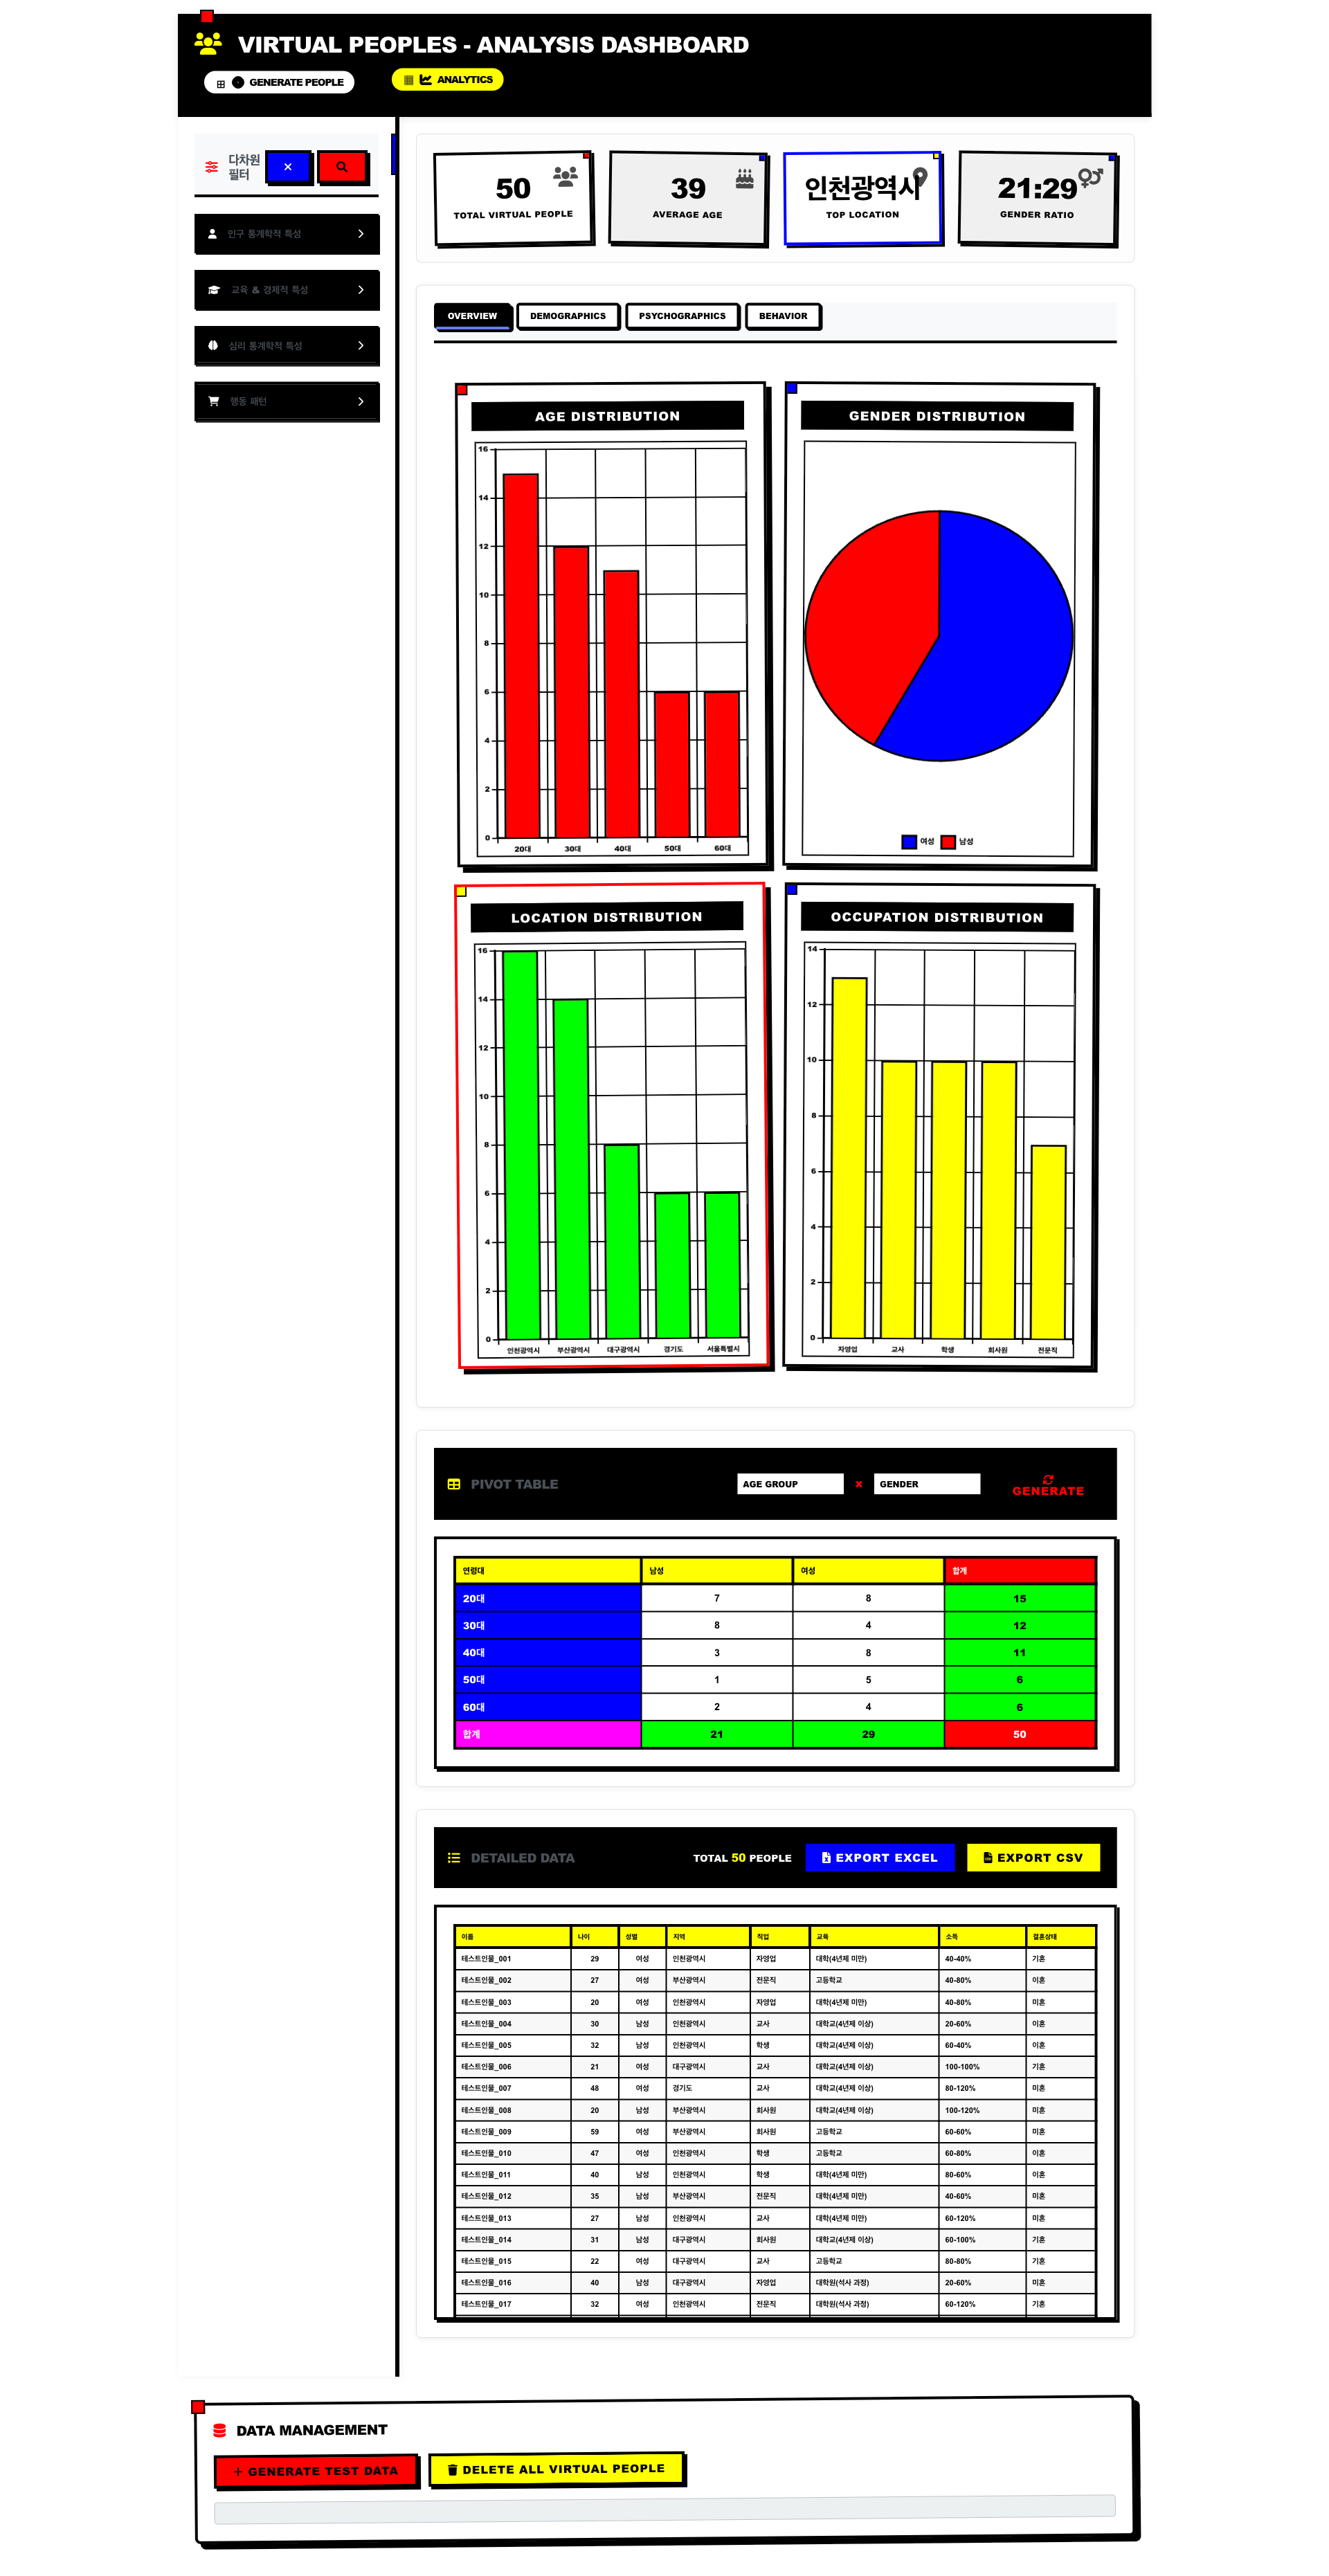 VIRTUAL PEOPLES - ANALYSIS DASHBOARD
GENERATE PEOPLE
ANALYTICS
다차원
필터
인구 통계학적 특성
교육 & 경제적 특성
심리 통계학적 특성
행동 패턴
50
TOTAL VIRTUAL PEOPLE
39
AVERAGE AGE
인천광역시
TOP LOCATION
21:29
GENDER RATIO
OVERVIEW DEMOGRAPHICS PSYCHOGRAPHICS BEHAVIOR
AGE DISTRIBUTION
16
14
12
10
8
6
4
2
0
20대 30대 40대 50대 60대
GENDER DISTRIBUTION
여성 남성
LOCATION DISTRIBUTION
16
14
12
10
8
6
4
2
0
인천광역시 부산광역시 대구광역시 경기도 서울특별시
OCCUPATION DISTRIBUTION
14
12
10
8
6
4
2
0
자영업 교사 학생 회사원 전문직
PIVOT TABLE
AGE GROUP
GENDER
GENERATE
연령대 남성 여성 합계
20대 7 8 15
30대 8 4 12
40대 3 8 11
50대 1 5 6
60대 2 4 6
합계 21 29 50
DETAILED DATA
TOTAL 50 PEOPLE
EXPORT EXCEL
EXPORT CSV
이름 나이 성별 지역 직업 교육 소득 결혼상태
테스트인물_001 29 여성 인천광역시 자영업 대학(4년제 미만) 40-40% 기혼
테스트인물_002 27 여성 부산광역시 전문직 고등학교 40-80% 이혼
테스트인물_003 20 여성 인천광역시 자영업 대학(4년제 미만) 40-80% 미혼
테스트인물_004 30 남성 인천광역시 교사 대학교(4년제 이상) 20-60% 이혼
테스트인물_005 32 남성 인천광역시 학생 대학교(4년제 이상) 60-40% 이혼
테스트인물_006 21 여성 대구광역시 교사 대학교(4년제 이상) 100-100% 기혼
테스트인물_007 48 여성 경기도 교사 대학교(4년제 이상) 80-120% 미혼
테스트인물_008 20 남성 부산광역시 회사원 대학교(4년제 이상) 100-120% 미혼
테스트인물_009 59 여성 부산광역시 회사원 고등학교 60-60% 미혼
테스트인물_010 47 여성 인천광역시 학생 고등학교 60-80% 이혼
테스트인물_011 40 남성 인천광역시 학생 대학(4년제 미만) 80-60% 이혼
테스트인물_012 35 남성 부산광역시 전문직 대학(4년제 미만) 40-60% 미혼
테스트인물_013 27 남성 인천광역시 교사 대학(4년제 미만) 60-120% 미혼
테스트인물_014 31 남성 대구광역시 회사원 대학교(4년제 이상) 60-100% 기혼
테스트인물_015 22 여성 대구광역시 교사 고등학교 80-80% 기혼
테스트인물_016 40 남성 대구광역시 자영업 대학원(석사 과정) 20-60% 미혼
테스트인물_017 32 여성 인천광역시 전문직 대학원(석사 과정) 60-120% 기혼
DATA MANAGEMENT
GENERATE TEST DATA
DELETE ALL VIRTUAL PEOPLE